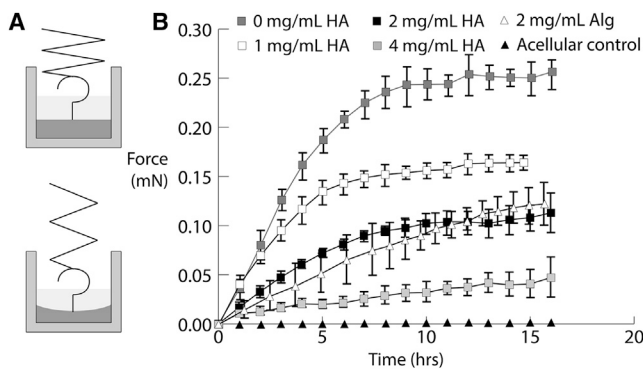 A
B
0 mg/mL HA
2 mg/mL HA
2 mg/mL Alg
1 mg/mL HA
4 mg/mL HA
Acellular control
0.30
0.25
0.20
0.15
0.10
0.05
0.00
Force
(mN)
0
5
10
15
20
Time (hrs)